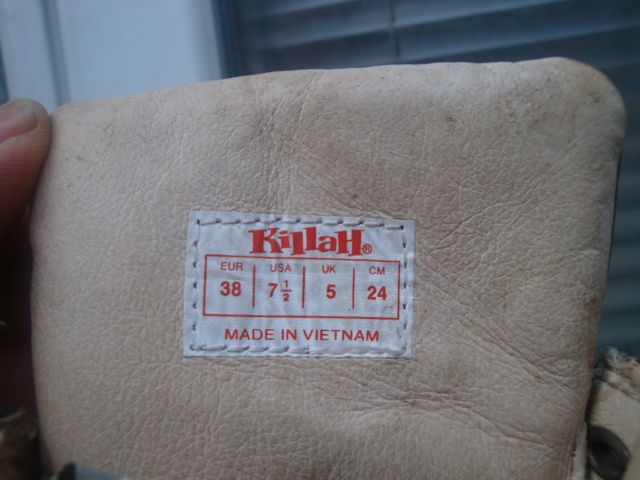 KillaH®
EUR USA UK CM
38 7 1/2 5 24
MADE IN VIETNAM